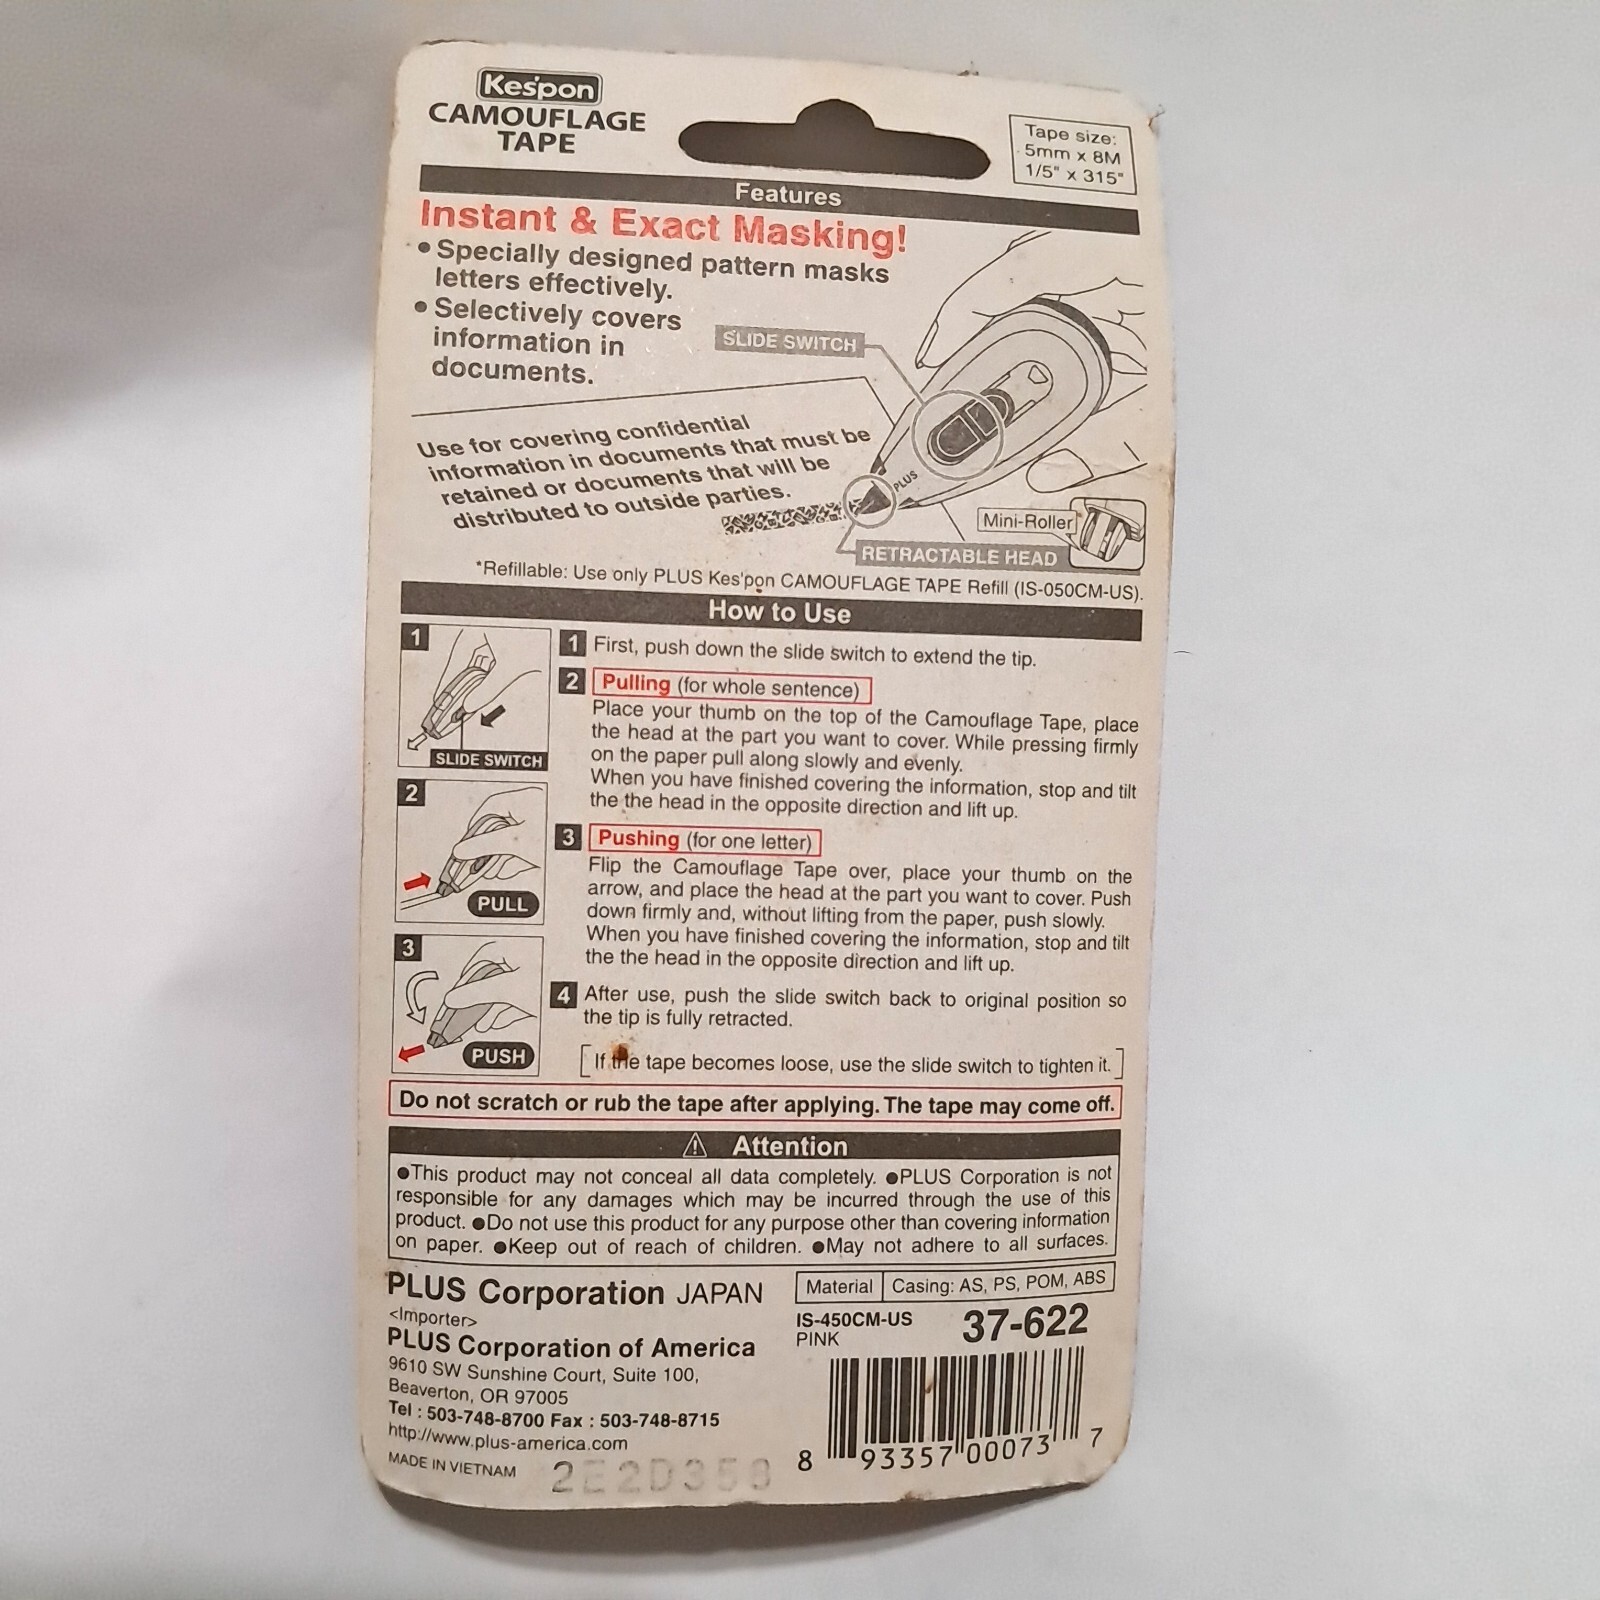 Kes'pon
CAMOUFLAGE
TAPE
Tape size:
5mm x 8M
1/5" x 315"
Features
Instant & Exact Masking!
● Specially designed pattern masks
letters effectively.
● Selectively covers
information in
documents.
SLIDE SWITCH
Use for covering confidential
information in documents that must be
retained or documents that will be
distributed to outside parties.
PLUS
Mini-Roller
RETRACTABLE HEAD
*Refillable: Use only PLUS Kes'pon CAMOUFLAGE TAPE Refill (IS-050CM-US).
How to Use
1
SLIDE SWITCH
2
PULL
3
PUSH
1 First, push down the slide switch to extend the tip.
2 Pulling (for whole sentence)
Place your thumb on the top of the Camouflage Tape, place
the head at the part you want to cover. While pressing firmly
on the paper pull along slowly and evenly.
When you have finished covering the information, stop and tilt
the the head in the opposite direction and lift up.
3 Pushing (for one letter)
Flip the Camouflage Tape over, place your thumb on the
arrow, and place the head at the part you want to cover. Push
down firmly and, without lifting from the paper, push slowly.
When you have finished covering the information, stop and tilt
the the head in the opposite direction and lift up.
4 After use, push the slide switch back to original position so
the tip is fully retracted.
[If the tape becomes loose, use the slide switch to tighten it.]
Do not scratch or rub the tape after applying. The tape may come off.
⚠ Attention
●This product may not conceal all data completely. ●PLUS Corporation is not
responsible for any damages which may be incurred through the use of this
product. ●Do not use this product for any purpose other than covering information
on paper. ●Keep out of reach of children. ●May not adhere to all surfaces.
PLUS Corporation JAPAN
<Importer>
PLUS Corporation of America
9610 SW Sunshine Court, Suite 100,
Beaverton, OR 97005
Tel : 503-748-8700 Fax : 503-748-8715
http://www.plus-america.com
MADE IN VIETNAM
2E2D358
Material Casing: AS, PS, POM, ABS
IS-450CM-US
PINK
37-622
8 93357 00073 7